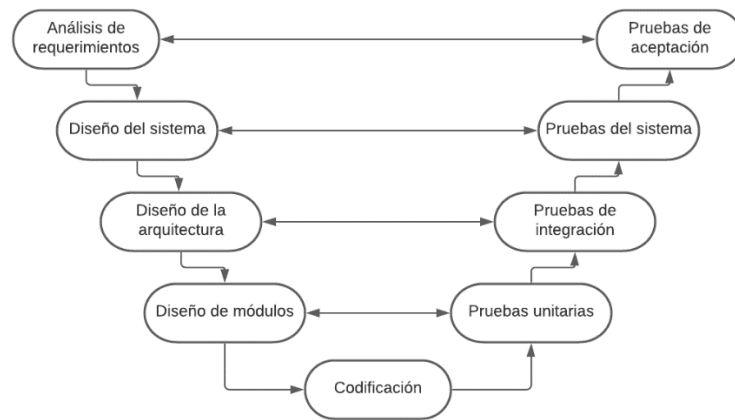 Análisis de
requerimientos
Pruebas de
aceptación
Diseño del sistema
Pruebas del sistema
Diseño de la
arquitectura
Pruebas de
integración
Diseño de módulos
Pruebas unitarias
Codificación